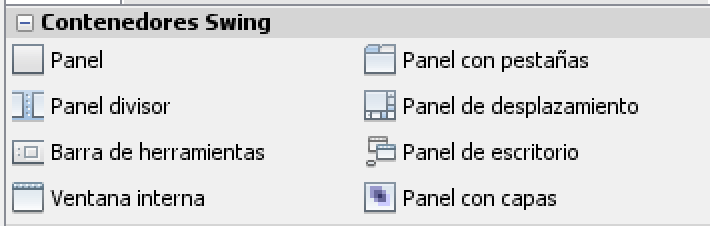 Contenedores Swing
Panel
Panel con pestañas
Panel divisor
Panel de desplazamiento
Barra de herramientas
Panel de escritorio
Ventana interna
Panel con capas